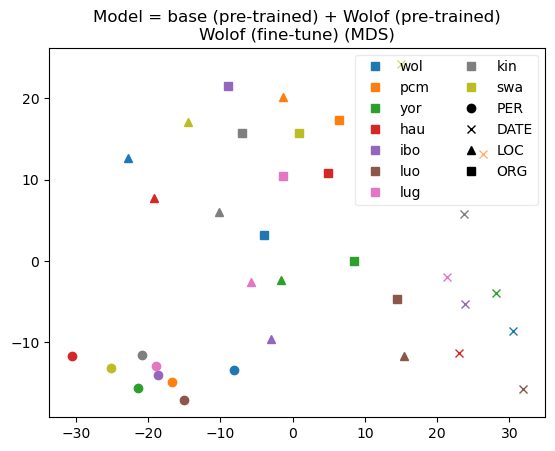 Model = base (pre-trained) + Wolof (pre-trained)
Wolof (fine-tune) (MDS)
wol
pcm
yor
hau
ibo
luo
lug
kin
swa
PER
DATE
LOC
ORG
20
10
0
−10
−30
−20
−10
0
10
20
30